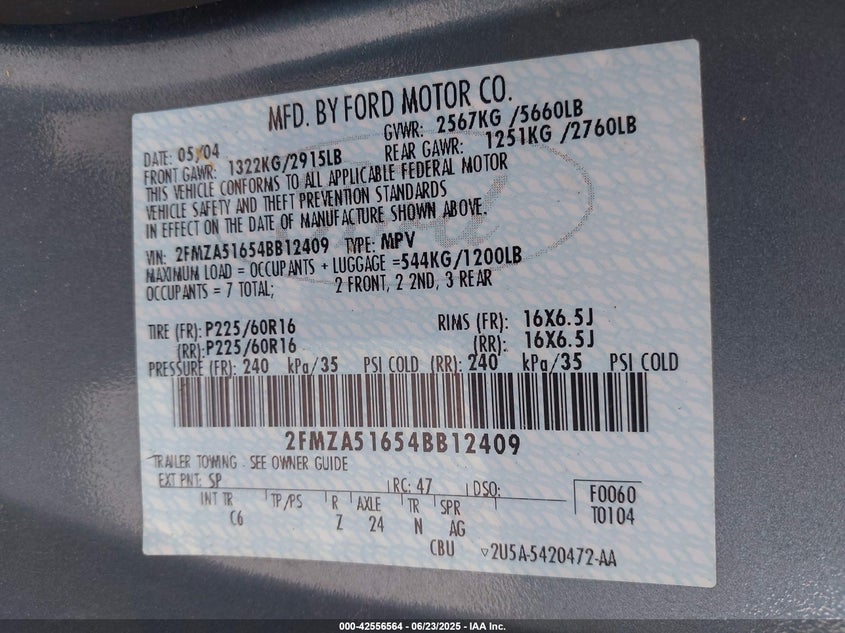 MFD. BY FORD MOTOR CO.
DATE: 05/04 GVWR: 2567KG /5660LB
FRONT GAWR: 1322KG/2915LB REAR GAWR: 1251KG /2760LB
THIS VEHICLE CONFORMS TO ALL APPLICABLE FEDERAL MOTOR
VEHICLE SAFETY AND THEFT PREVENTION STANDARDS
IN EFFECT ON THE DATE OF MANUFACTURE SHOWN ABOVE.
VIN: 2FMZA51654BB12409 TYPE: MPV
MAXIMUM LOAD = OCCUPANTS + LUGGAGE =544KG/1200LB
OCCUPANTS = 7 TOTAL; 2 FRONT, 2 2ND, 3 REAR
TIRE (FR): P225/60R16 RIMS (FR): 16X6.5J
(RR): P225/60R16 (RR): 16X6.5J
PRESSURE (FR): 240 kPa/35 PSI COLD (RR): 240 kPa/35 PSI COLD
2FMZA51654BB12409
TRAILER TOWING - SEE OWNER GUIDE
EXT PNT: SP RC: 47 DSO: F0060
INT TR TP/PS R AXLE TR SPR T0104
C6 Z 24 N AG
CBU ▽2U5A-5420472-AA
000-42556564 - 06/23/2025 - IAA Inc.